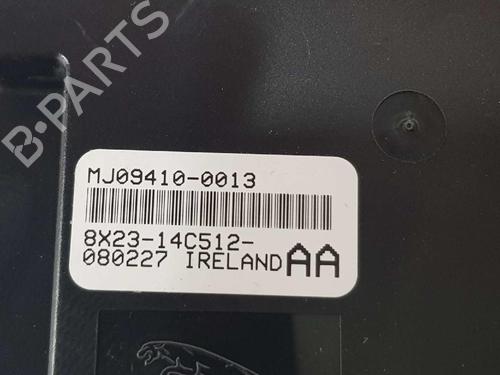 B-PARTS
MJ09410-0013
8X23-14C512-
080227 IRELAND AA